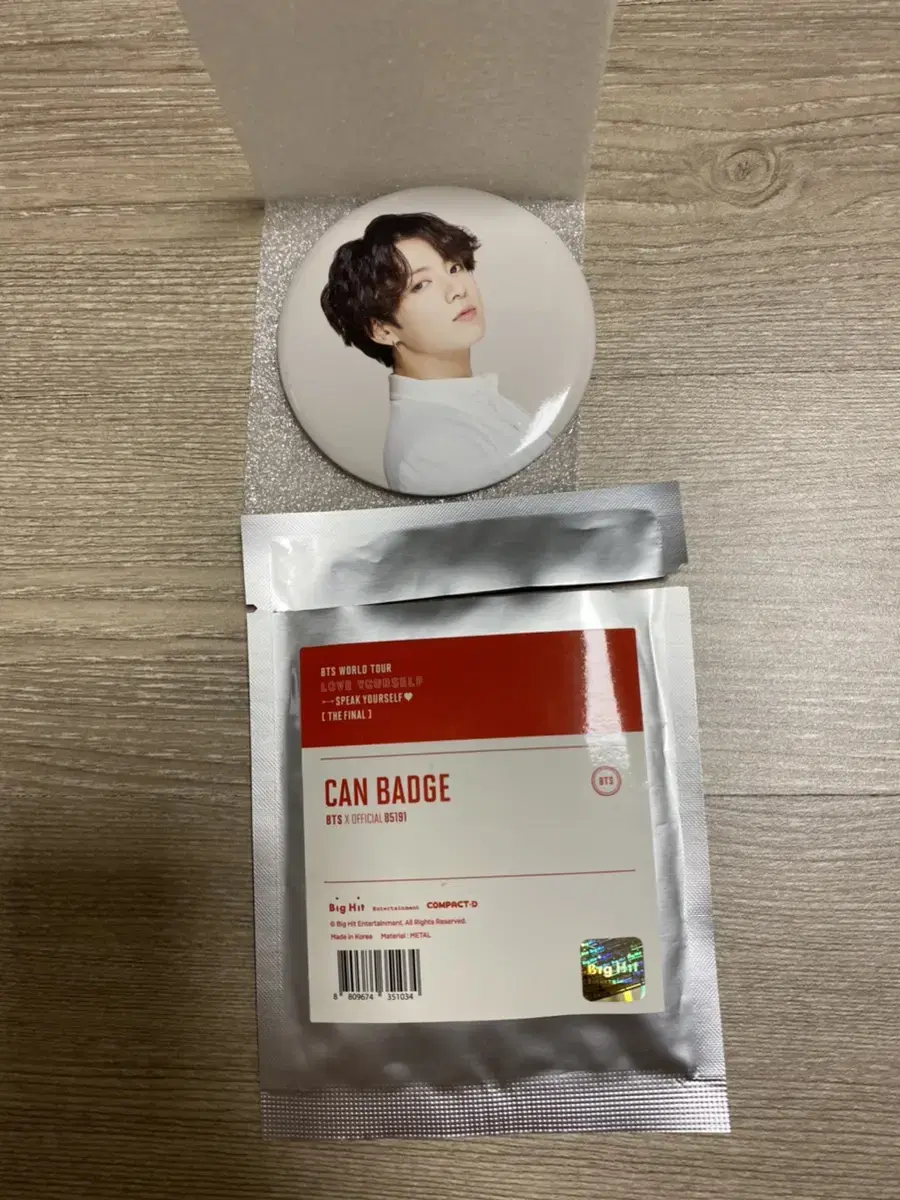 BTS WORLD TOUR
LOVE YOURSELF
SPEAK YOURSELF♥
[ THE FINAL ]
CAN BADGE
BTS
BTS X OFFICIAL 85191
Big Hit Entertainment COMPACT·D
© Big Hit Entertainment. All Rights Reserved.
Made in Korea Material : METAL
Big Hit
8 809674 351034